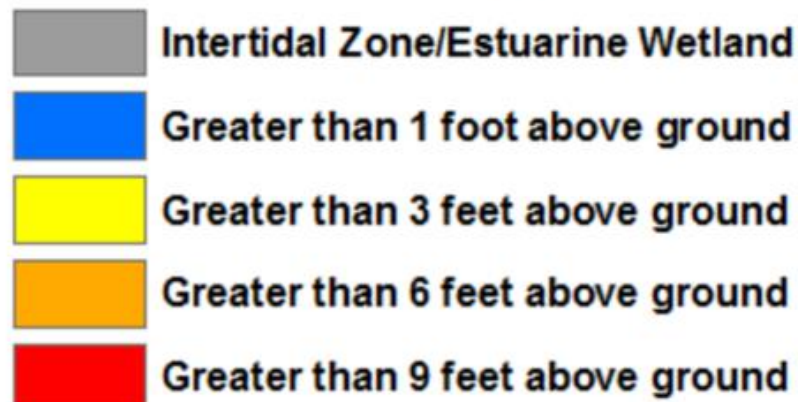 Intertidal Zone/Estuarine Wetland
Greater than 1 foot above ground
Greater than 3 feet above ground
Greater than 6 feet above ground
Greater than 9 feet above ground